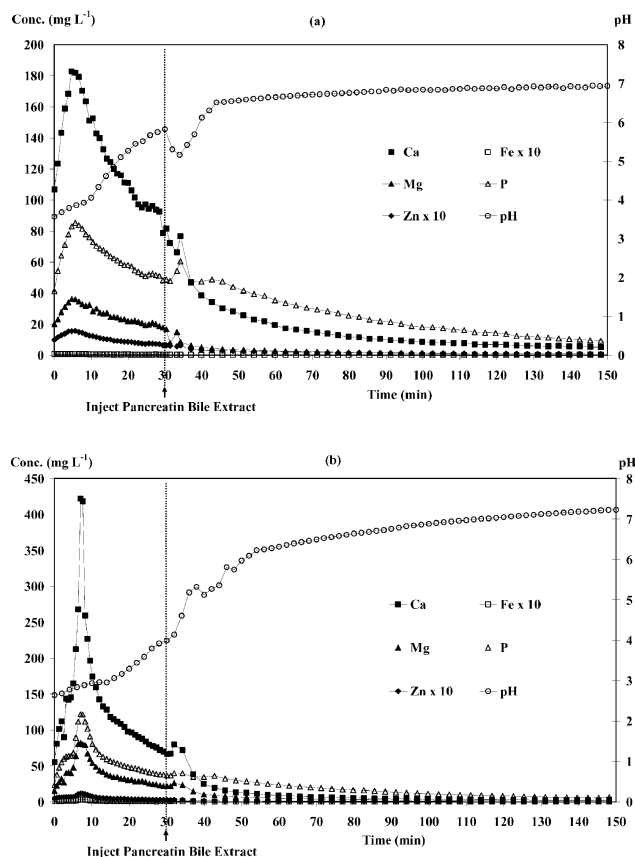 Conc. (mg L⁻¹) (a) pH
200 8
180 7
160 6
140
120 5
100 4
80 3
60
40 2
20 1
0 0
Ca Fe x 10
Mg P
Zn x 10 pH
0 10 20 30 40 50 60 70 80 90 100 110 120 130 140 150
Time (min)
Inject Pancreatin Bile Extract
Conc. (mg L⁻¹) (b) pH
450 8
400 7
350 6
300 5
250
200 4
150 3
100 2
50 1
0 0
Ca Fe x 10
Mg P
Zn x 10 pH
0 10 20 30 40 50 60 70 80 90 100 110 120 130 140 150
Time (min)
Inject Pancreatin Bile Extract